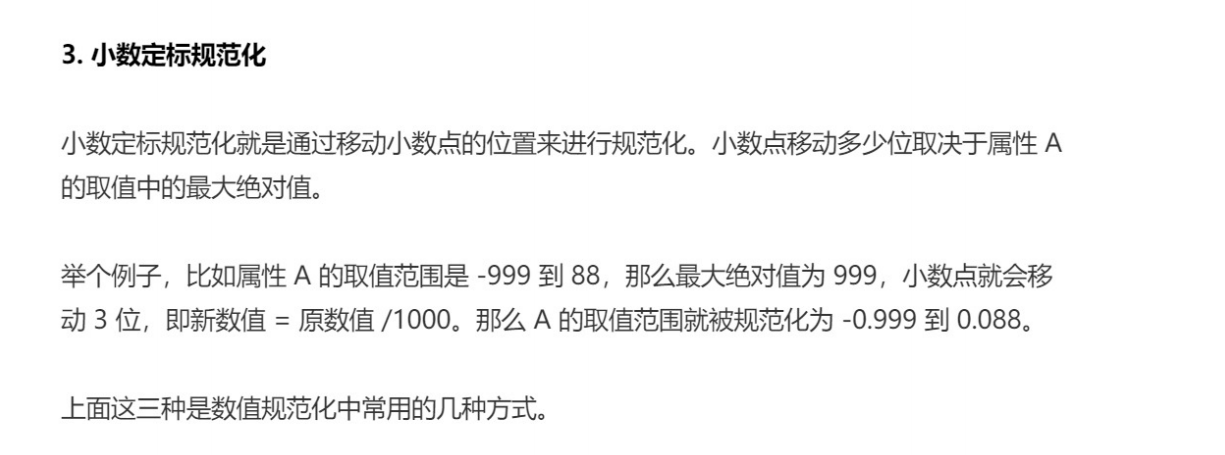 3. 小数定标规范化
小数定标规范化就是通过移动小数点的位置来进行规范化。小数点移动多少位取决于属性 A
的取值中的最大绝对值。
举个例子，比如属性 A 的取值范围是 -999 到 88，那么最大绝对值为 999，小数点就会移
动 3 位，即新数值 = 原数值 /1000。那么 A 的取值范围就被规范化为 -0.999 到 0.088。
上面这三种是数值规范化中常用的几种方式。